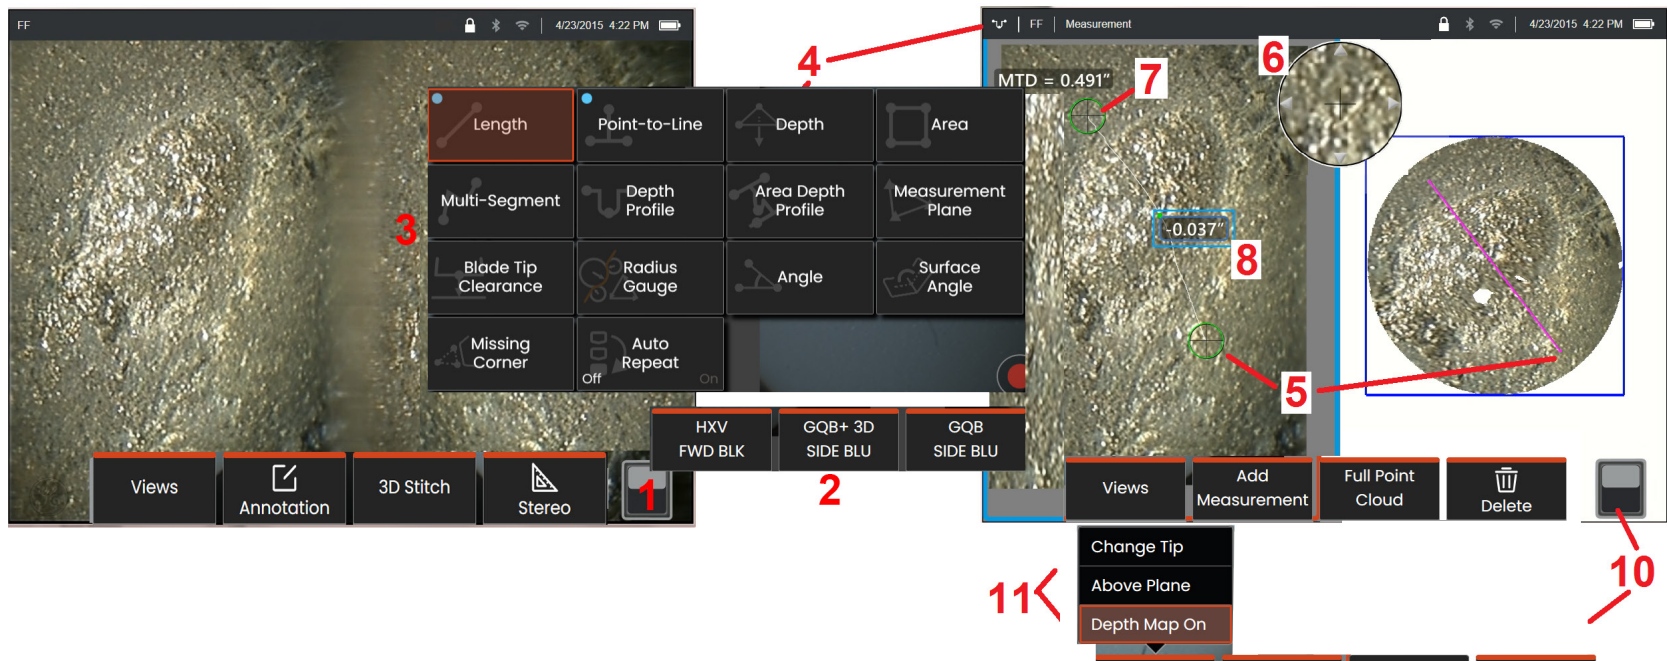 FF
4/23/2015 4:22 PM
Length
Point-to-Line
Depth
Area
Multi-Segment
Depth
Profile
Area Depth
Profile
Measurement
Plane
Blade Tip
Clearance
Radius
Gauge
Angle
Surface
Angle
Missing
Corner
Auto
Repeat
Off
On
3
HXV
FWD BLK
GQB+ 3D
SIDE BLU
GQB
SIDE BLU
2
Views
Annotation
3D Stitch
Stereo
1
4
FF
Measurement
4/23/2015 4:22 PM
MTD = 0.491"
7
6
-0.037"
8
5
Views
Add
Measurement
Full Point
Cloud
Delete
10
11
Change Tip
Above Plane
Depth Map On